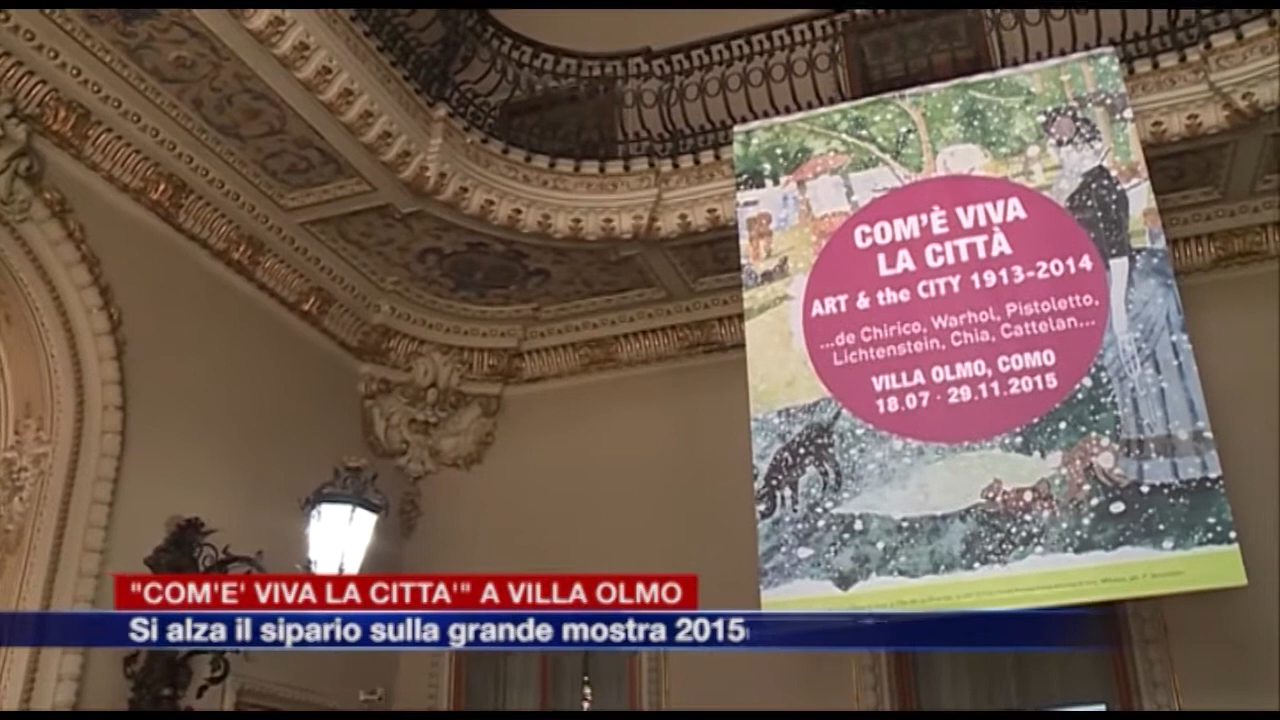 COM'È VIVA
LA CITTÀ
ART & the CITY 1913-2014
...de Chirico, Warhol, Pistoletto,
Lichtenstein, Chia, Cattelan...
VILLA OLMO, COMO
18.07 · 29.11.2015
"COM'E' VIVA LA CITTA'" A VILLA OLMO
Si alza il sipario sulla grande mostra 2015